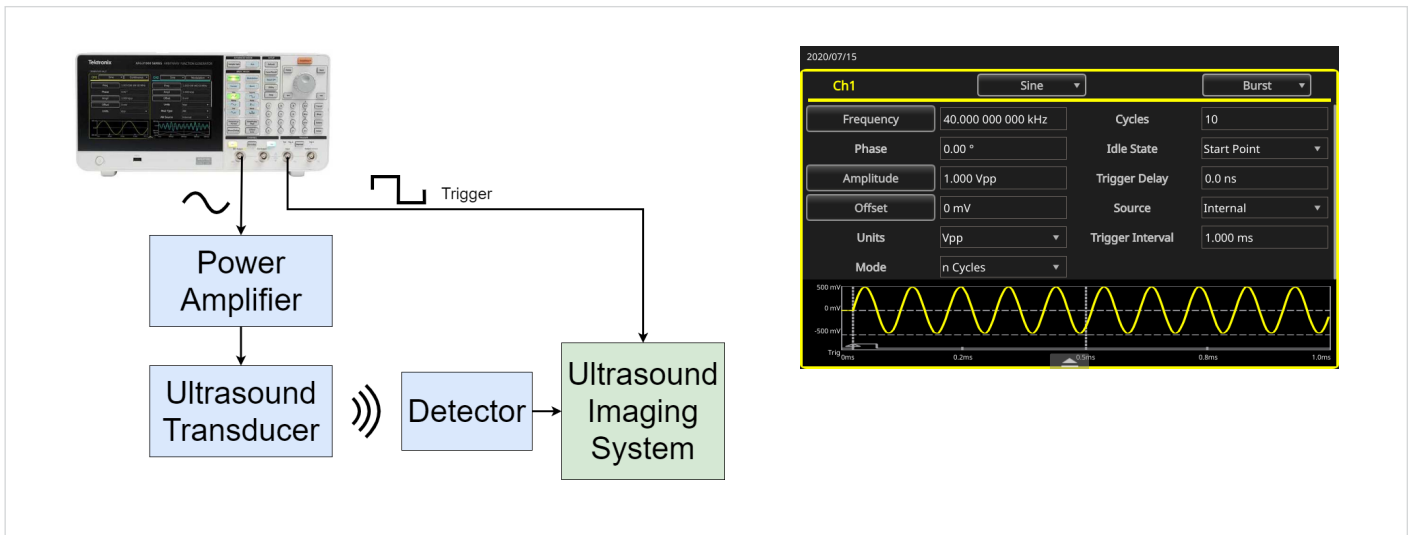 Tektronix
Trigger
Power
Amplifier
Ultrasound
Transducer
Detector
Ultrasound
Imaging
System
2020/07/15
Ch1 Sine Burst
Frequency 40.000 000 000 kHz Cycles 10
Phase 0.00 ° Idle State Start Point
Amplitude 1.000 Vpp Trigger Delay 0.0 ns
Offset 0 mV Source Internal
Units Vpp Trigger Interval 1.000 ms
Mode n Cycles
500 mV
0 mV
-500 mV
Trig 0ms 0.2ms 0.5ms 0.8ms 1.0ms